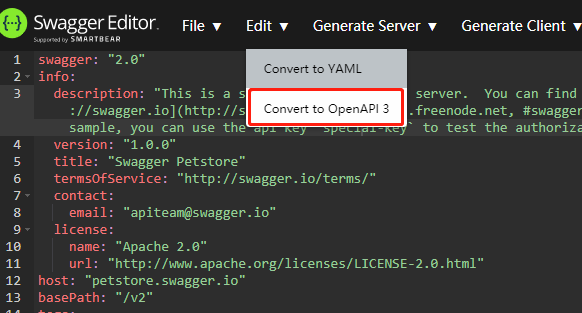 Swagger Editor.
Supported by SMARTBEAR
File ▼ Edit ▼ Generate Server ▼ Generate Client ▼
Convert to YAML
Convert to OpenAPI 3
1 swagger: "2.0"
2 info:
3 description: "This is a s server. You can find
://swagger.io](http://s .freenode.net, #swagger
sample, you can use the api key `special-key` to test the authoriza
4 version: "1.0.0"
5 title: "Swagger Petstore"
6 termsOfService: "http://swagger.io/terms/"
7 contact:
8 email: "apiteam@swagger.io"
9 license:
10 name: "Apache 2.0"
11 url: "http://www.apache.org/licenses/LICENSE-2.0.html"
12 host: "petstore.swagger.io"
13 basePath: "/v2"